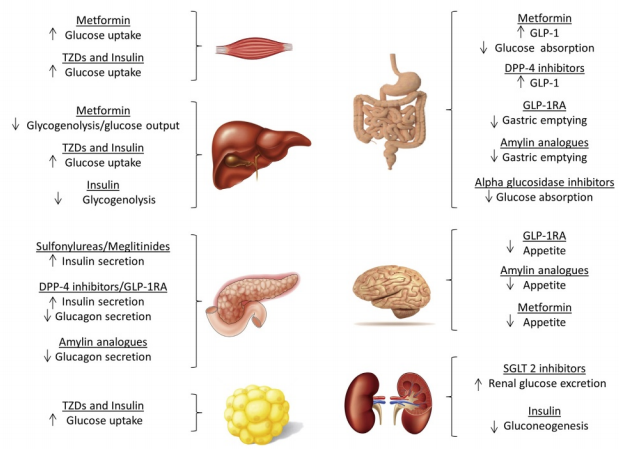 Metformin
↑ Glucose uptake
TZDs and Insulin
↑ Glucose uptake
Metformin
↓ Glycogenolysis/glucose output
TZDs and Insulin
↑ Glucose uptake
Insulin
↓ Glycogenolysis
Sulfonylureas/Meglitinides
↑ Insulin secretion
DPP-4 inhibitors/GLP-1RA
↑ Insulin secretion
↓ Glucagon secretion
Amylin analogues
↓ Glucagon secretion
TZDs and Insulin
↑ Glucose uptake
Metformin
↑ GLP-1
↓ Glucose absorption
DPP-4 inhibitors
↑ GLP-1
GLP-1RA
↓ Gastric emptying
Amylin analogues
↓ Gastric emptying
Alpha glucosidase inhibitors
↓ Glucose absorption
GLP-1RA
↓ Appetite
Amylin analogues
↓ Appetite
Metformin
↓ Appetite
SGLT 2 inhibitors
↑ Renal glucose excretion
Insulin
↓ Gluconeogenesis